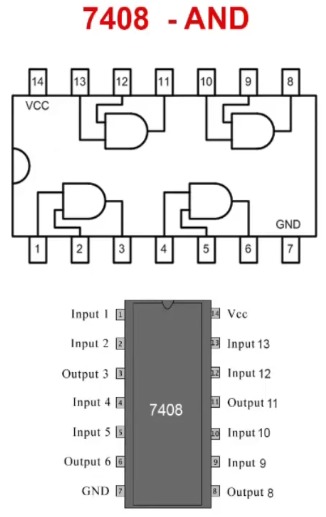 7408 - AND
14 13 12 11 10 9 8
VCC
GND
1 2 3 4 5 6 7
Input 1 1 14 Vcc
Input 2 2 13 Input 13
Output 3 3 12 Input 12
Input 4 4 11 Output 11
7408
Input 5 5 10 Input 10
Output 6 6 9 Input 9
GND 7 8 Output 8